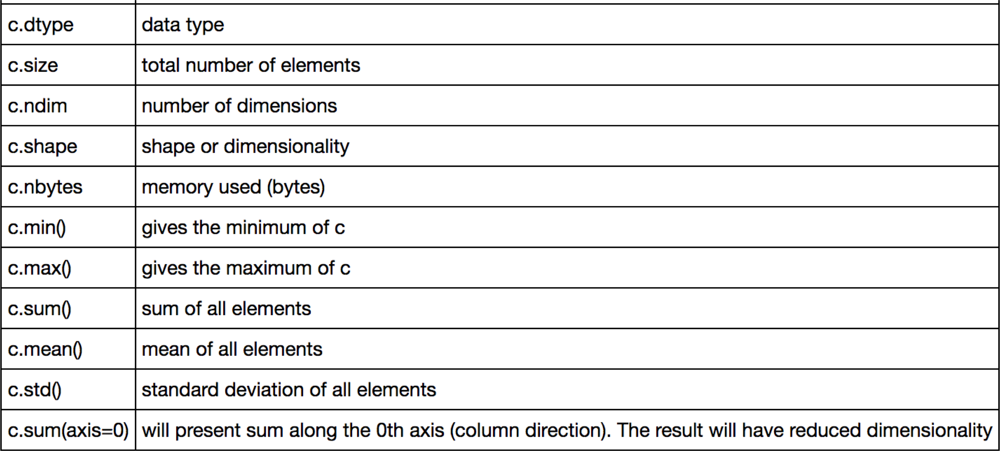 c.dtype data type
c.size total number of elements
c.ndim number of dimensions
c.shape shape or dimensionality
c.nbytes memory used (bytes)
c.min() gives the minimum of c
c.max() gives the maximum of c
c.sum() sum of all elements
c.mean() mean of all elements
c.std() standard deviation of all elements
c.sum(axis=0) will present sum along the 0th axis (column direction). The result will have reduced dimensionality